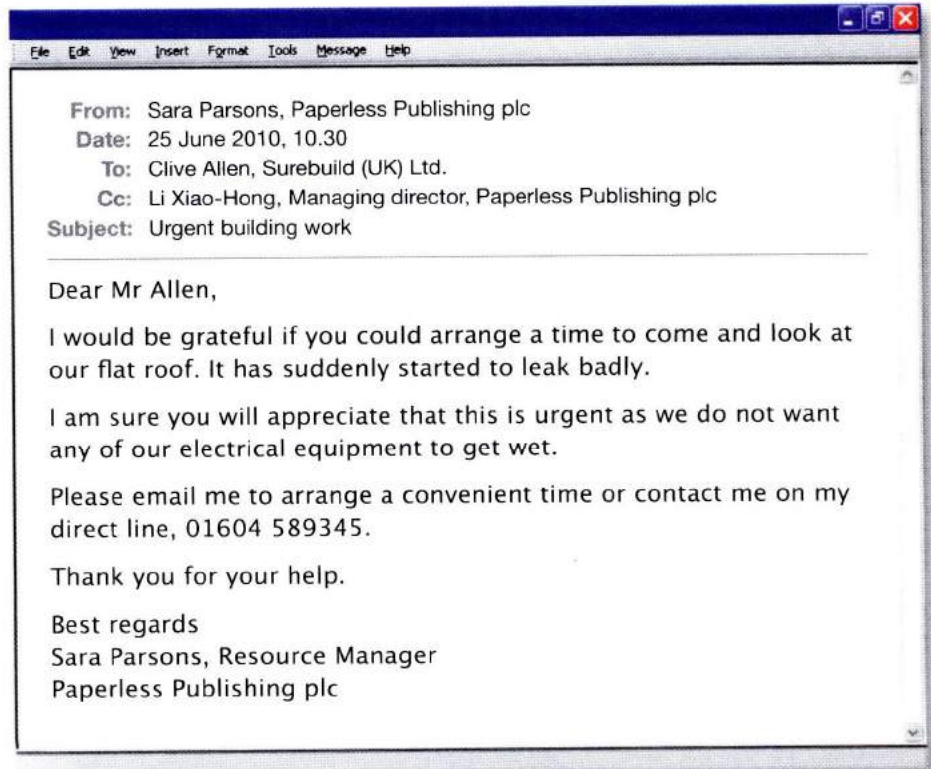 File Edit View Insert Format Tools Message Help
From: Sara Parsons, Paperless Publishing plc
Date: 25 June 2010, 10.30
To: Clive Allen, Surebuild (UK) Ltd.
Cc: Li Xiao-Hong, Managing director, Paperless Publishing plc
Subject: Urgent building work
Dear Mr Allen,
I would be grateful if you could arrange a time to come and look at
our flat roof. It has suddenly started to leak badly.
I am sure you will appreciate that this is urgent as we do not want
any of our electrical equipment to get wet.
Please email me to arrange a convenient time or contact me on my
direct line, 01604 589345.
Thank you for your help.
Best regards
Sara Parsons, Resource Manager
Paperless Publishing plc